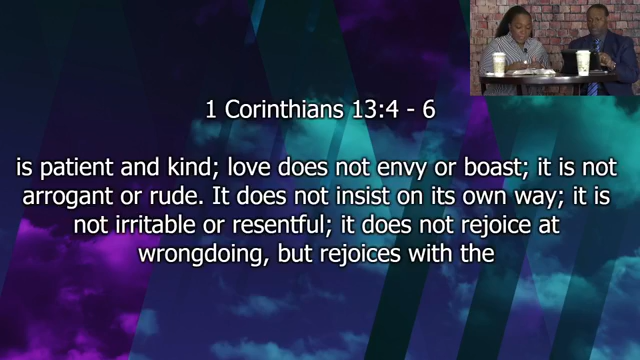 1 Corinthians 13:4 - 6
is patient and kind; love does not envy or boast; it is not
arrogant or rude. It does not insist on its own way; it is
not irritable or resentful; it does not rejoice at
wrongdoing, but rejoices with the